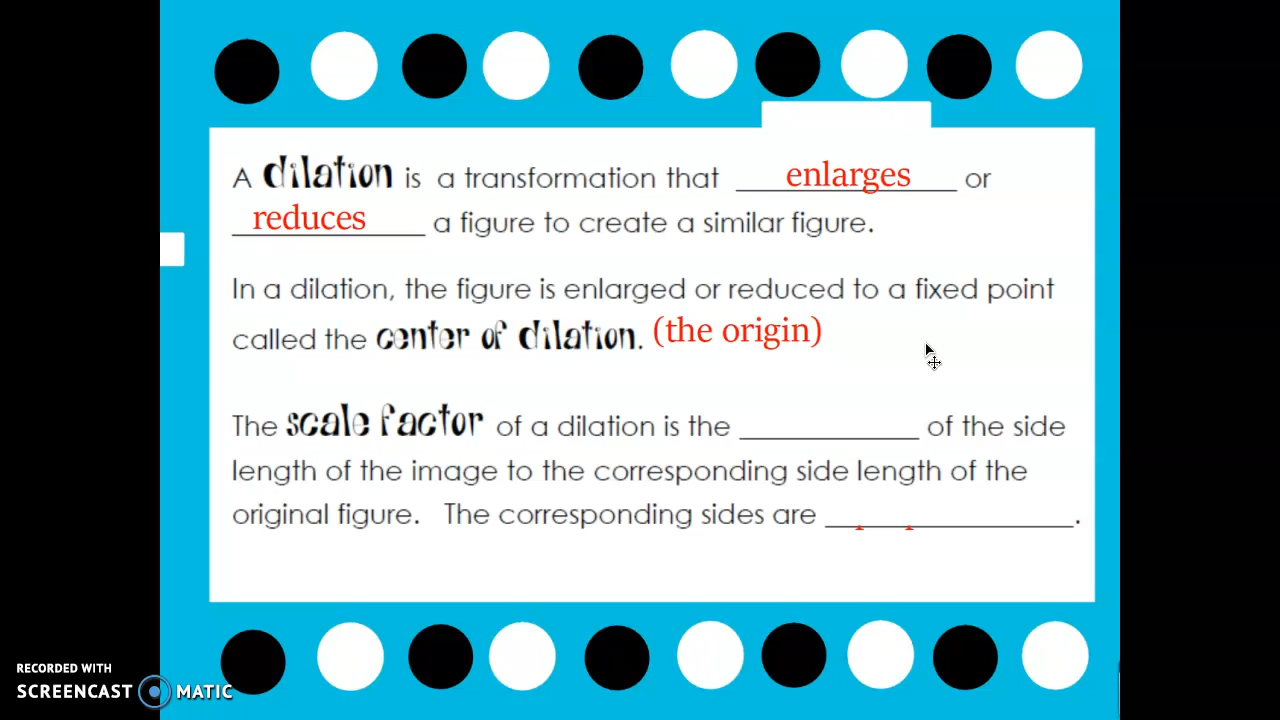 A dilation is a transformation that enlarges or
reduces a figure to create a similar figure.
In a dilation, the figure is enlarged or reduced to a fixed point
called the center of dilation. (the origin)
The scale factor of a dilation is the ____________ of the side
length of the image to the corresponding side length of the
original figure. The corresponding sides are ________________.
RECORDED WITH
SCREENCAST MATIC